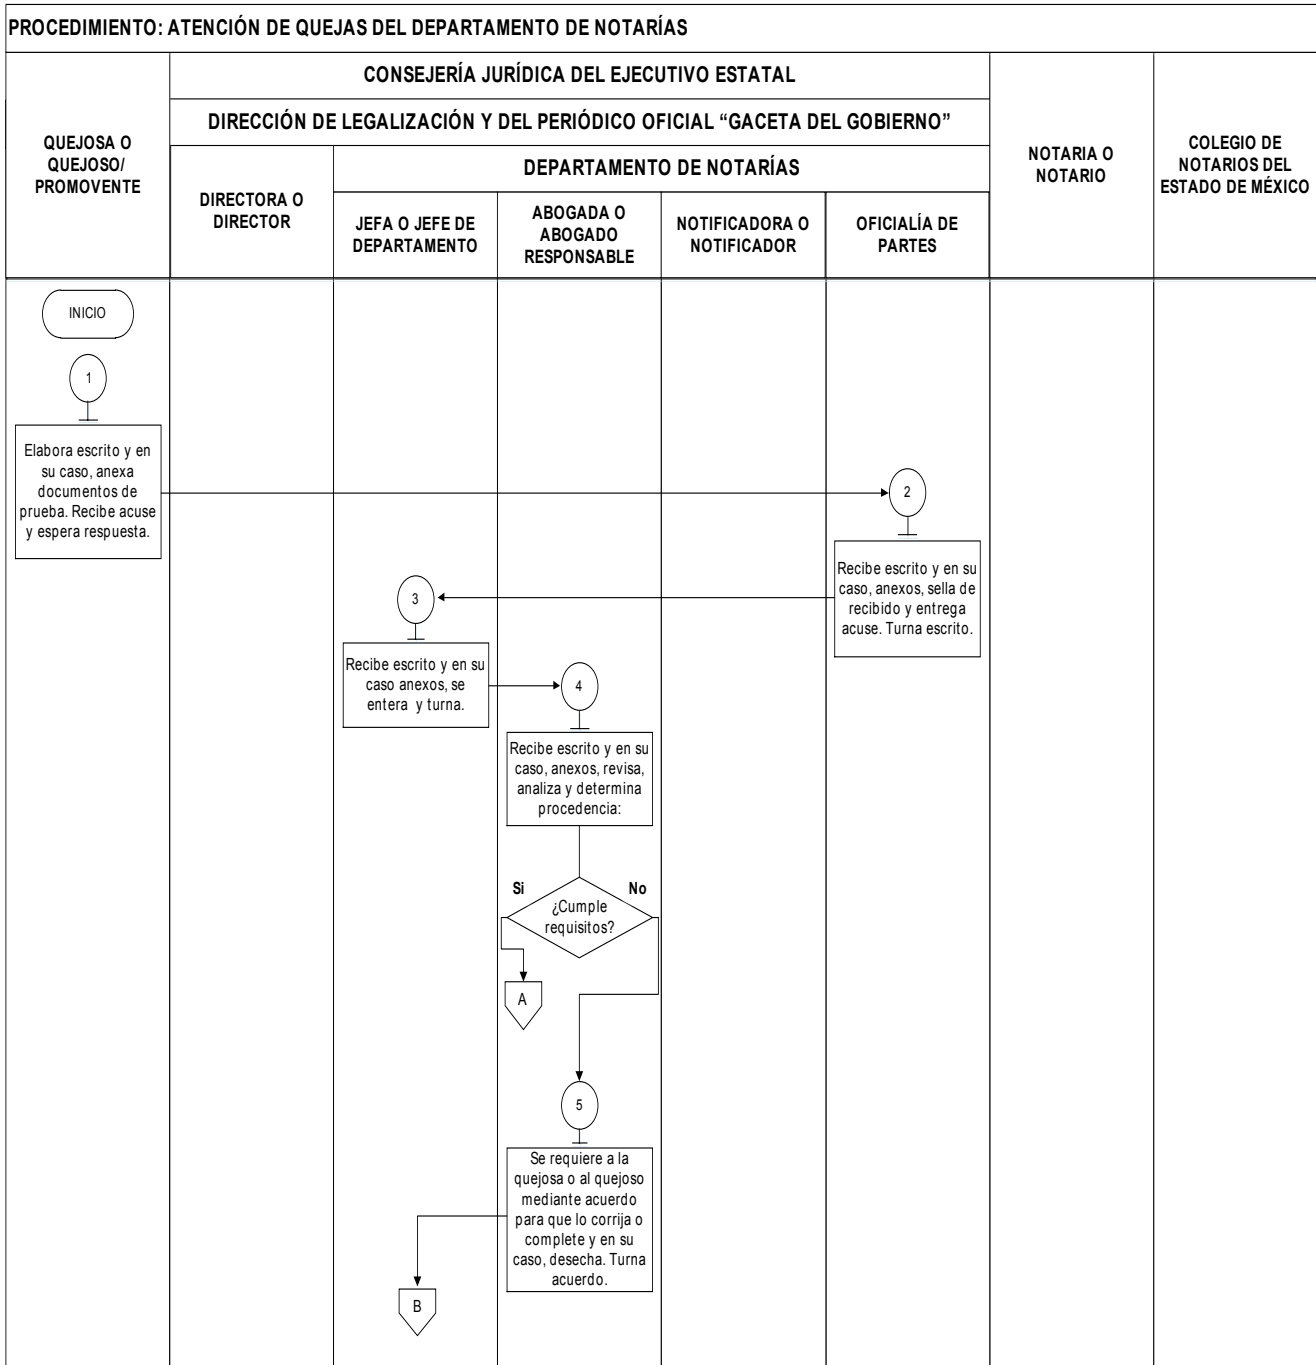 PROCEDIMIENTO: ATENCIÓN DE QUEJAS DEL DEPARTAMENTO DE NOTARÍAS
QUEJOSA O
QUEJOSO/
PROMOVENTE
CONSEJERÍA JURÍDICA DEL EJECUTIVO ESTATAL
DIRECCIÓN DE LEGALIZACIÓN Y DEL PERIÓDICO OFICIAL “GACETA DEL GOBIERNO”
DIRECTORA O
DIRECTOR
DEPARTAMENTO DE NOTARÍAS
JEFA O JEFE DE
DEPARTAMENTO
ABOGADA O
ABOGADO
RESPONSABLE
NOTIFICADORA O
NOTIFICADOR
OFICIALÍA DE
PARTES
NOTARIA O
NOTARIO
COLEGIO DE
NOTARIOS DEL
ESTADO DE MÉXICO
INICIO
1
Elabora escrito y en
su caso, anexa
documentos de
prueba. Recibe acuse
y espera respuesta.
2
Recibe escrito y en su
caso, anexos, sella de
recibido y entrega
acuse. Turna escrito.
3
Recibe escrito y en su
caso anexos, se
entera y turna.
4
Recibe escrito y en su
caso, anexos, revisa,
analiza y determina
procedencia:
Si
No
¿Cumple
requisitos?
A
5
Se requiere a la
quejosa o al quejoso
mediante acuerdo
para que lo corrija o
complete y en su
caso, desecha. Turna
acuerdo.
B